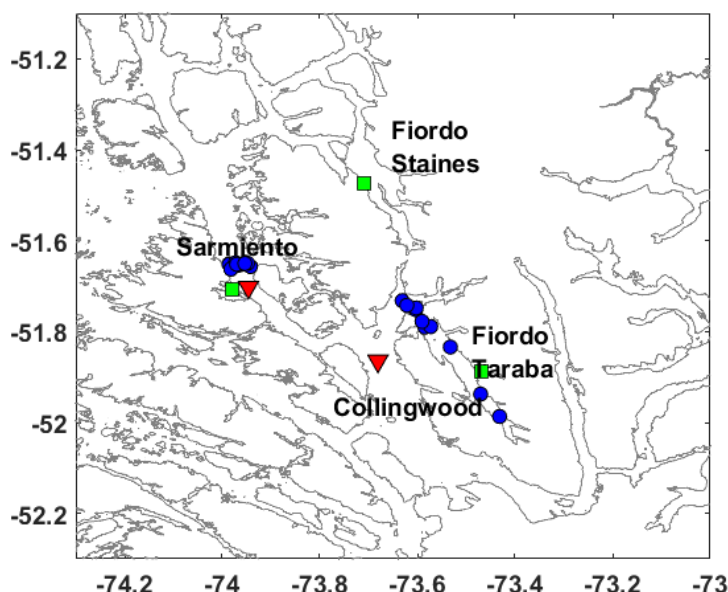 -51.2
-51.4
-51.6
-51.8
-52
-52.2
Fiordo
Staines
Sarmiento
Fiordo
Taraba
Collingwood
-74.2
-74
-73.8
-73.6
-73.4
-73.2
-73